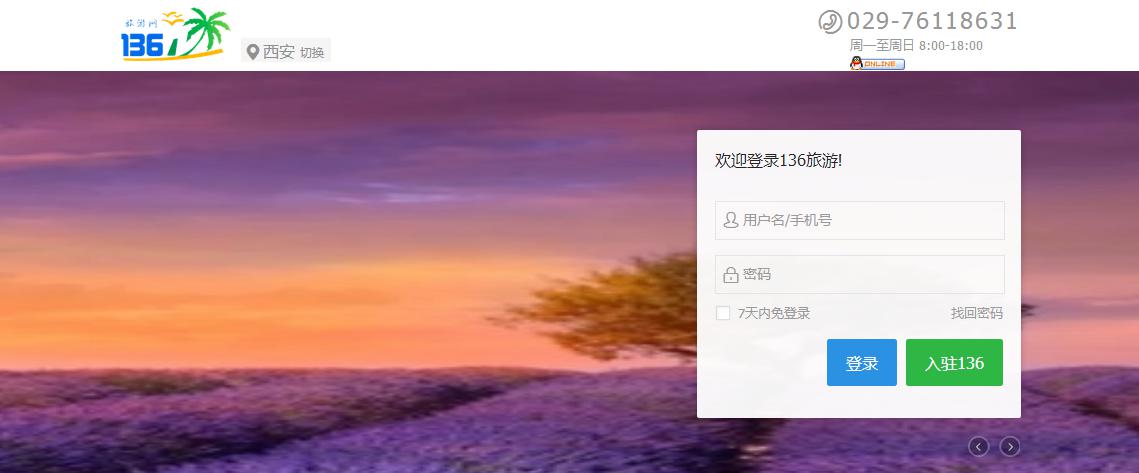 旅游网
136
西安 切换
029-76118631
周一至周日 8:00-18:00
ONLINE
欢迎登录136旅游!
用户名/手机号
密码
7天内免登录 找回密码
登录 入驻136